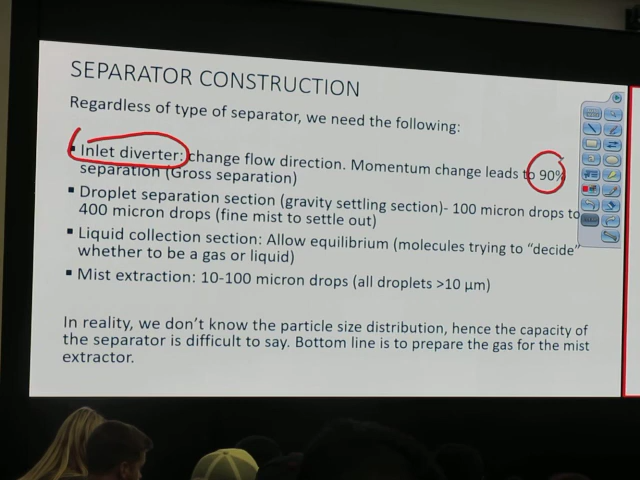 SEPARATOR CONSTRUCTION
Regardless of type of separator, we need the following:
▪ Inlet diverter: change flow direction. Momentum change leads to 90%
separation (Gross separation)
▪ Droplet separation section (gravity settling section)- 100 micron drops to
400 micron drops (fine mist to settle out)
▪ Liquid collection section: Allow equilibrium (molecules trying to "decide"
whether to be a gas or liquid)
▪ Mist extraction: 10-100 micron drops (all droplets >10 µm)
In reality, we don't know the particle size distribution, hence the capacity of
the separator is difficult to say. Bottom line is to prepare the gas for the mist
extractor.